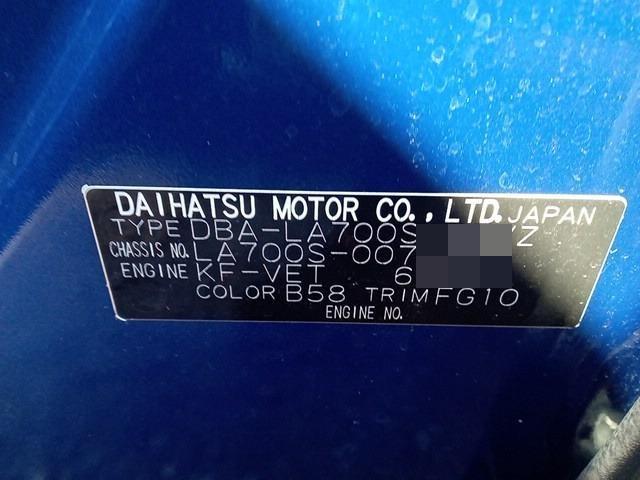 DAIHATSU MOTOR CO., LTD. JAPAN
TYPE DBA-LA700S
CHASSIS NO. LA700S-007
ENGINE KF-VET 6
COLOR B58 TRIM FG10
ENGINE NO.